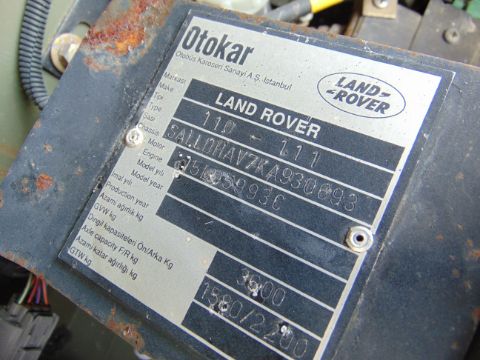 Otokar
Otobüs Karoseri Sanayi A.Ş. İstanbul
LAND
ROVER
Markası
Make
LAND ROVER
Tipi
Type
110 - 111
Chassis
Motor
Engine
Model yılı
Model year
İmal yılı
Production year
Azami ağırlık kg
GVW kg
3600
Dingil kapasiteleri Ön/Arka Kg
Axle capacity F/R kg
1580/2200
Azami katar ağırlığı kg
GTW kg